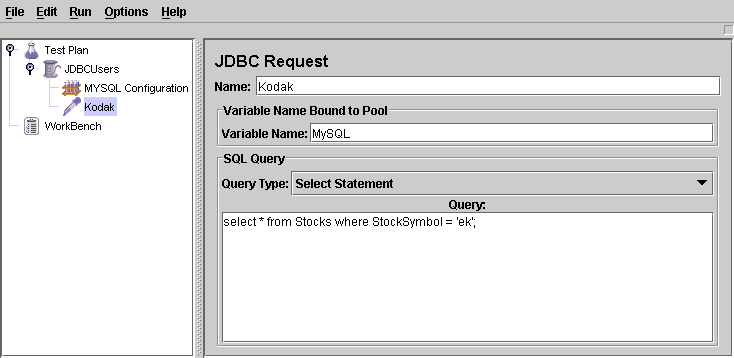 File Edit Run Options Help
Test Plan
JDBCUsers
MYSQL Configuration
Kodak
WorkBench
JDBC Request
Name: Kodak
Variable Name Bound to Pool
Variable Name: MySQL
SQL Query
Query Type: Select Statement
Query:
select * from Stocks where StockSymbol = 'ek';